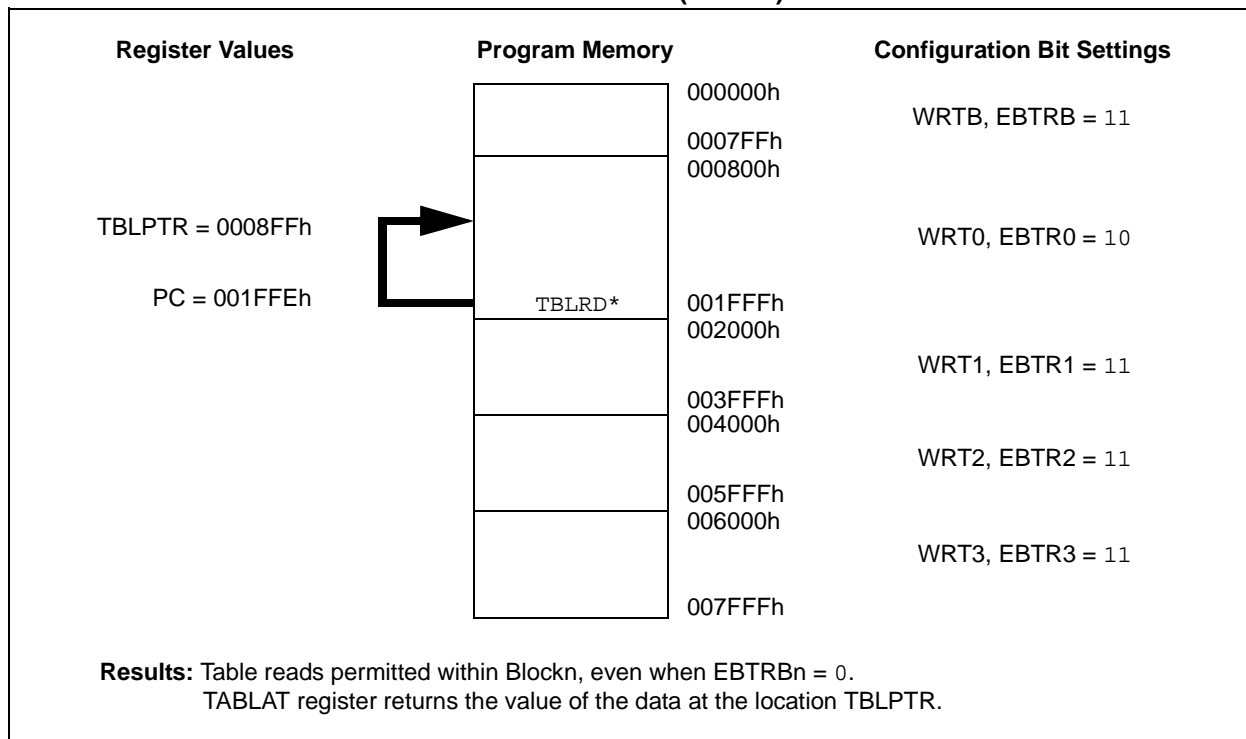 Register Values Program Memory Configuration Bit Settings
000000h
WRTB, EBTRB = 11
0007FFh
000800h
TBLPTR = 0008FFh
WRT0, EBTR0 = 10
PC = 001FFEh
TBLRD* 001FFFh
002000h
WRT1, EBTR1 = 11
003FFFh
004000h
WRT2, EBTR2 = 11
005FFFh
006000h
WRT3, EBTR3 = 11
007FFFh
Results: Table reads permitted within Blockn, even when EBTRBn = 0.
TABLAT register returns the value of the data at the location TBLPTR.